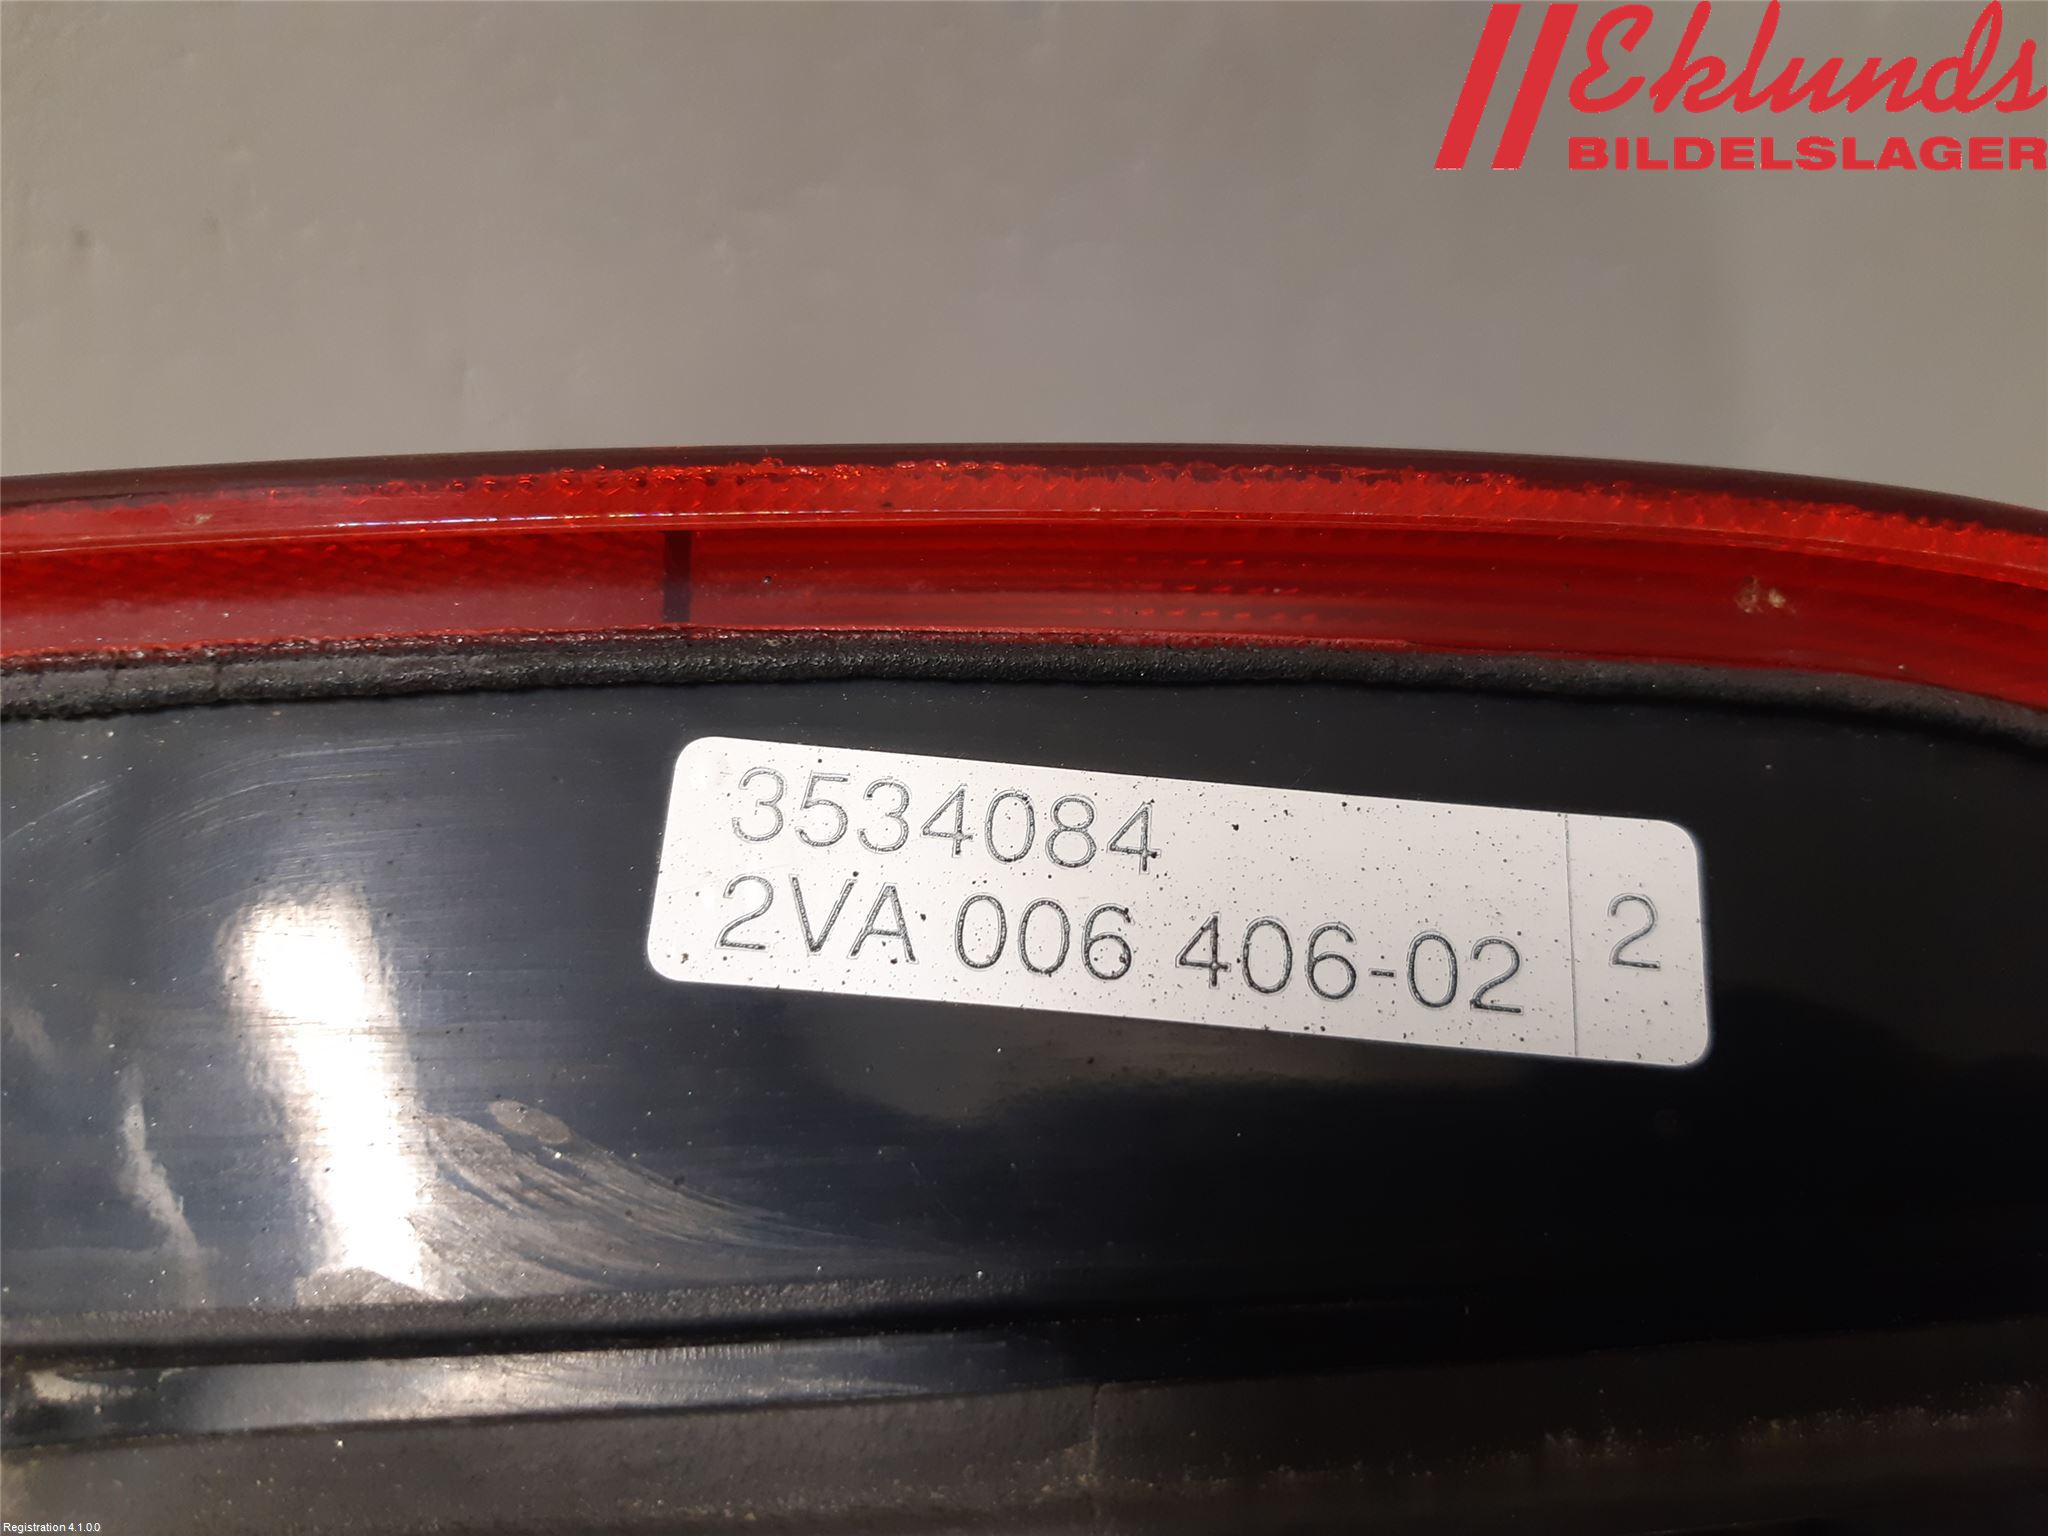 Eklunds
BILDELSLAGER
3534084
2VA 006 406-02
2
Registration 4.1.0.0